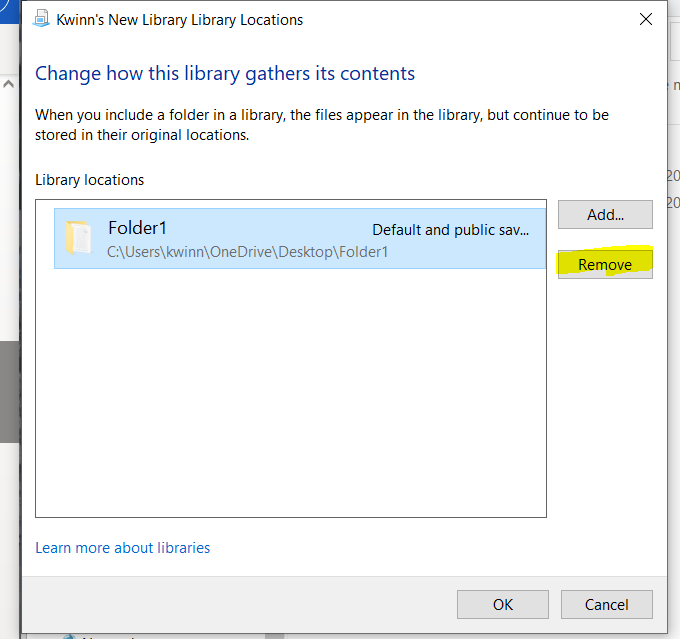 Kwinn's New Library Library Locations
Change how this library gathers its contents
When you include a folder in a library, the files appear in the library, but continue to be
stored in their original locations.
Library locations
Folder1
Default and public sav...
C:\Users\kwinn\OneDrive\Desktop\Folder1
Add...
Remove
Learn more about libraries
OK
Cancel